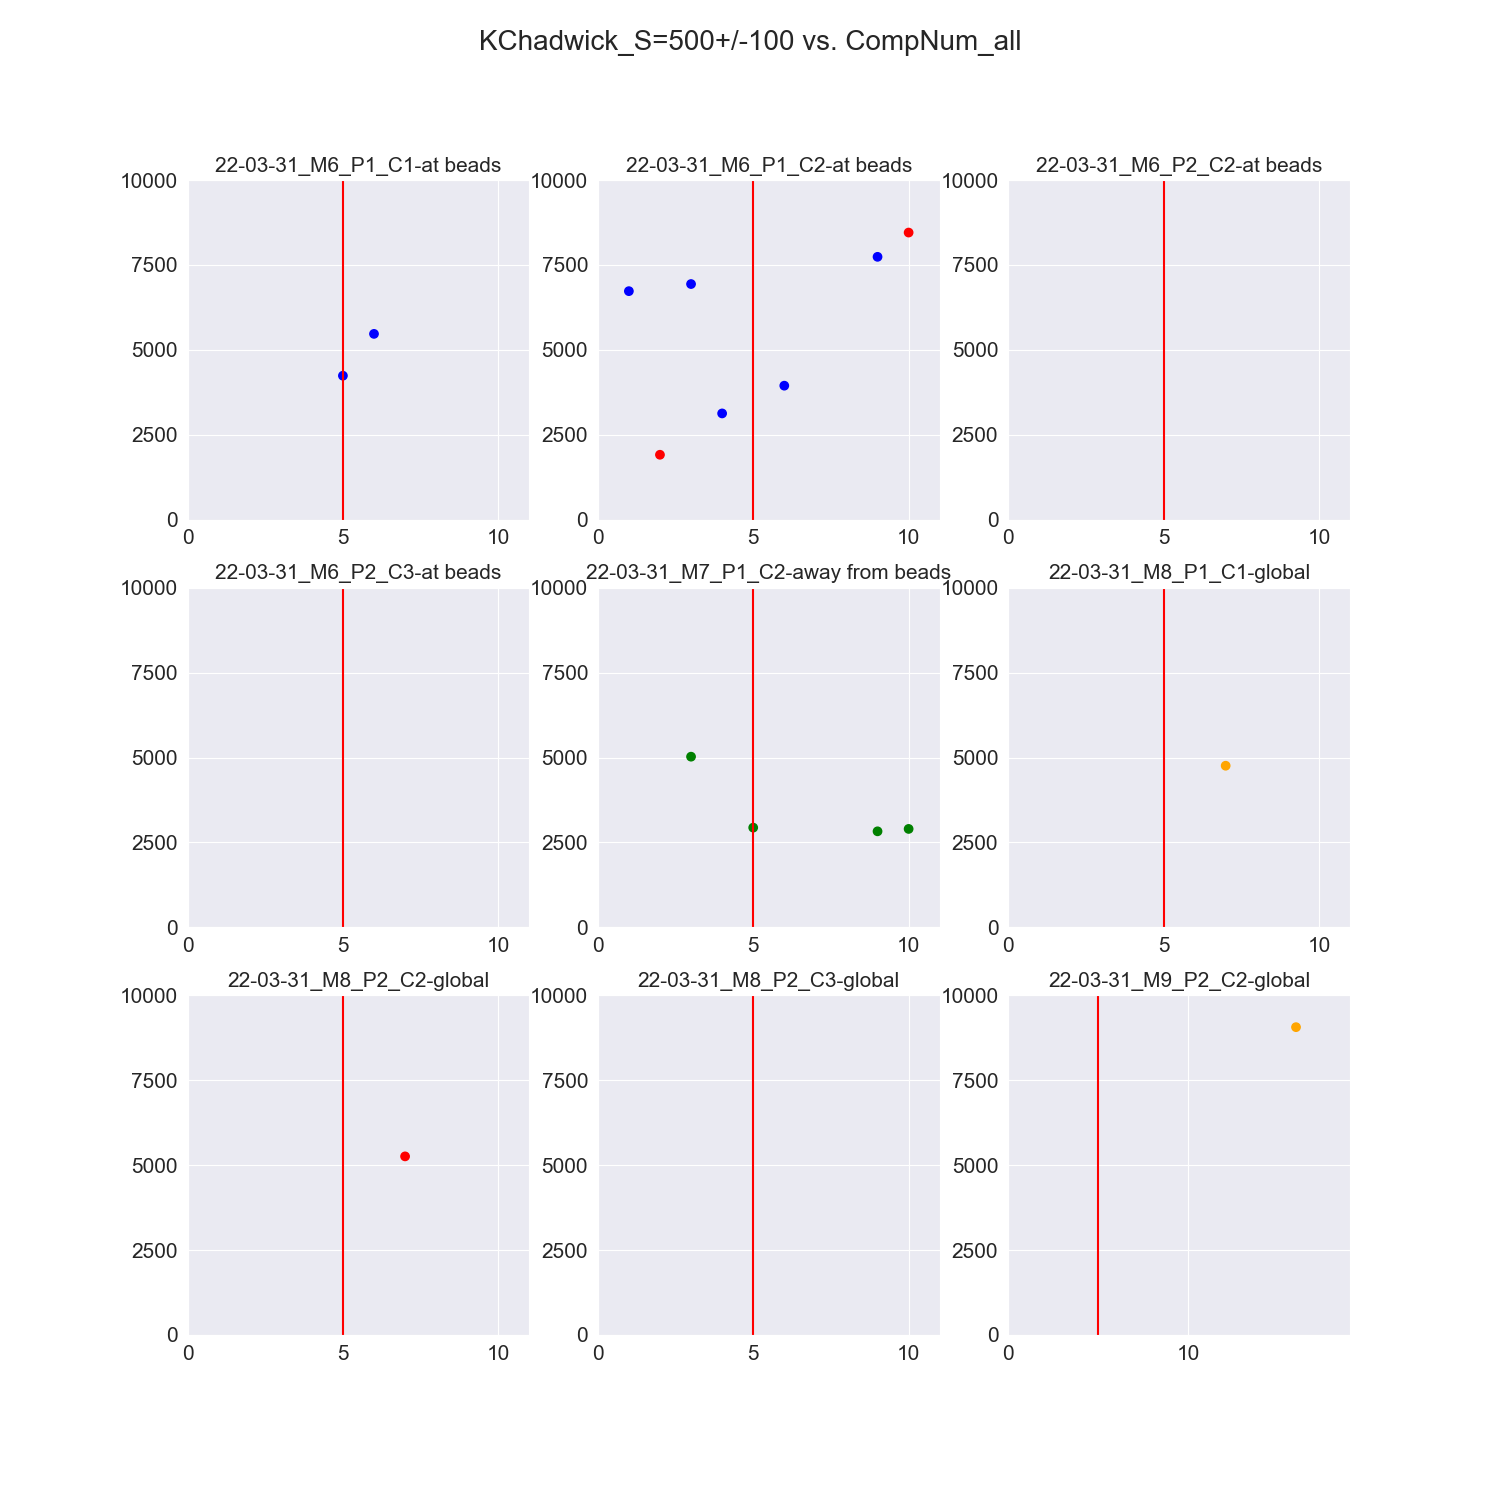 KChadwick_S=500+/-100 vs. CompNum_all
22-03-31_M6_P1_C1-at beads
10000
7500
5000
2500
0
0 5 10
22-03-31_M6_P1_C2-at beads
10000
7500
5000
2500
0
0 5 10
22-03-31_M6_P2_C2-at beads
10000
7500
5000
2500
0
0 5 10
22-03-31_M6_P2_C3-at beads
10000
7500
5000
2500
0
0 5 10
22-03-31_M7_P1_C2-away from beads
10000
7500
5000
2500
0
0 5 10
22-03-31_M8_P1_C1-global
10000
7500
5000
2500
0
0 5 10
22-03-31_M8_P2_C2-global
10000
7500
5000
2500
0
0 5 10
22-03-31_M8_P2_C3-global
10000
7500
5000
2500
0
0 5 10
22-03-31_M9_P2_C2-global
10000
7500
5000
2500
0
0 10